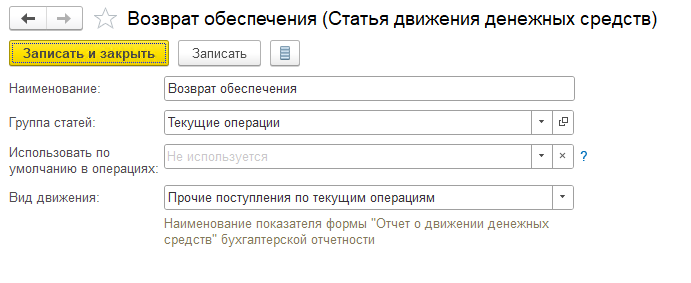 Возврат обеспечения (Статья движения денежных средств)
Записать и закрыть Записать
Наименование: Возврат обеспечения
Группа статей: Текущие операции
Использовать по
умолчанию в операциях: Не используется ?
Вид движения: Прочие поступления по текущим операциям
Наименование показателя формы "Отчет о движении денежных
средств" бухгалтерской отчетности